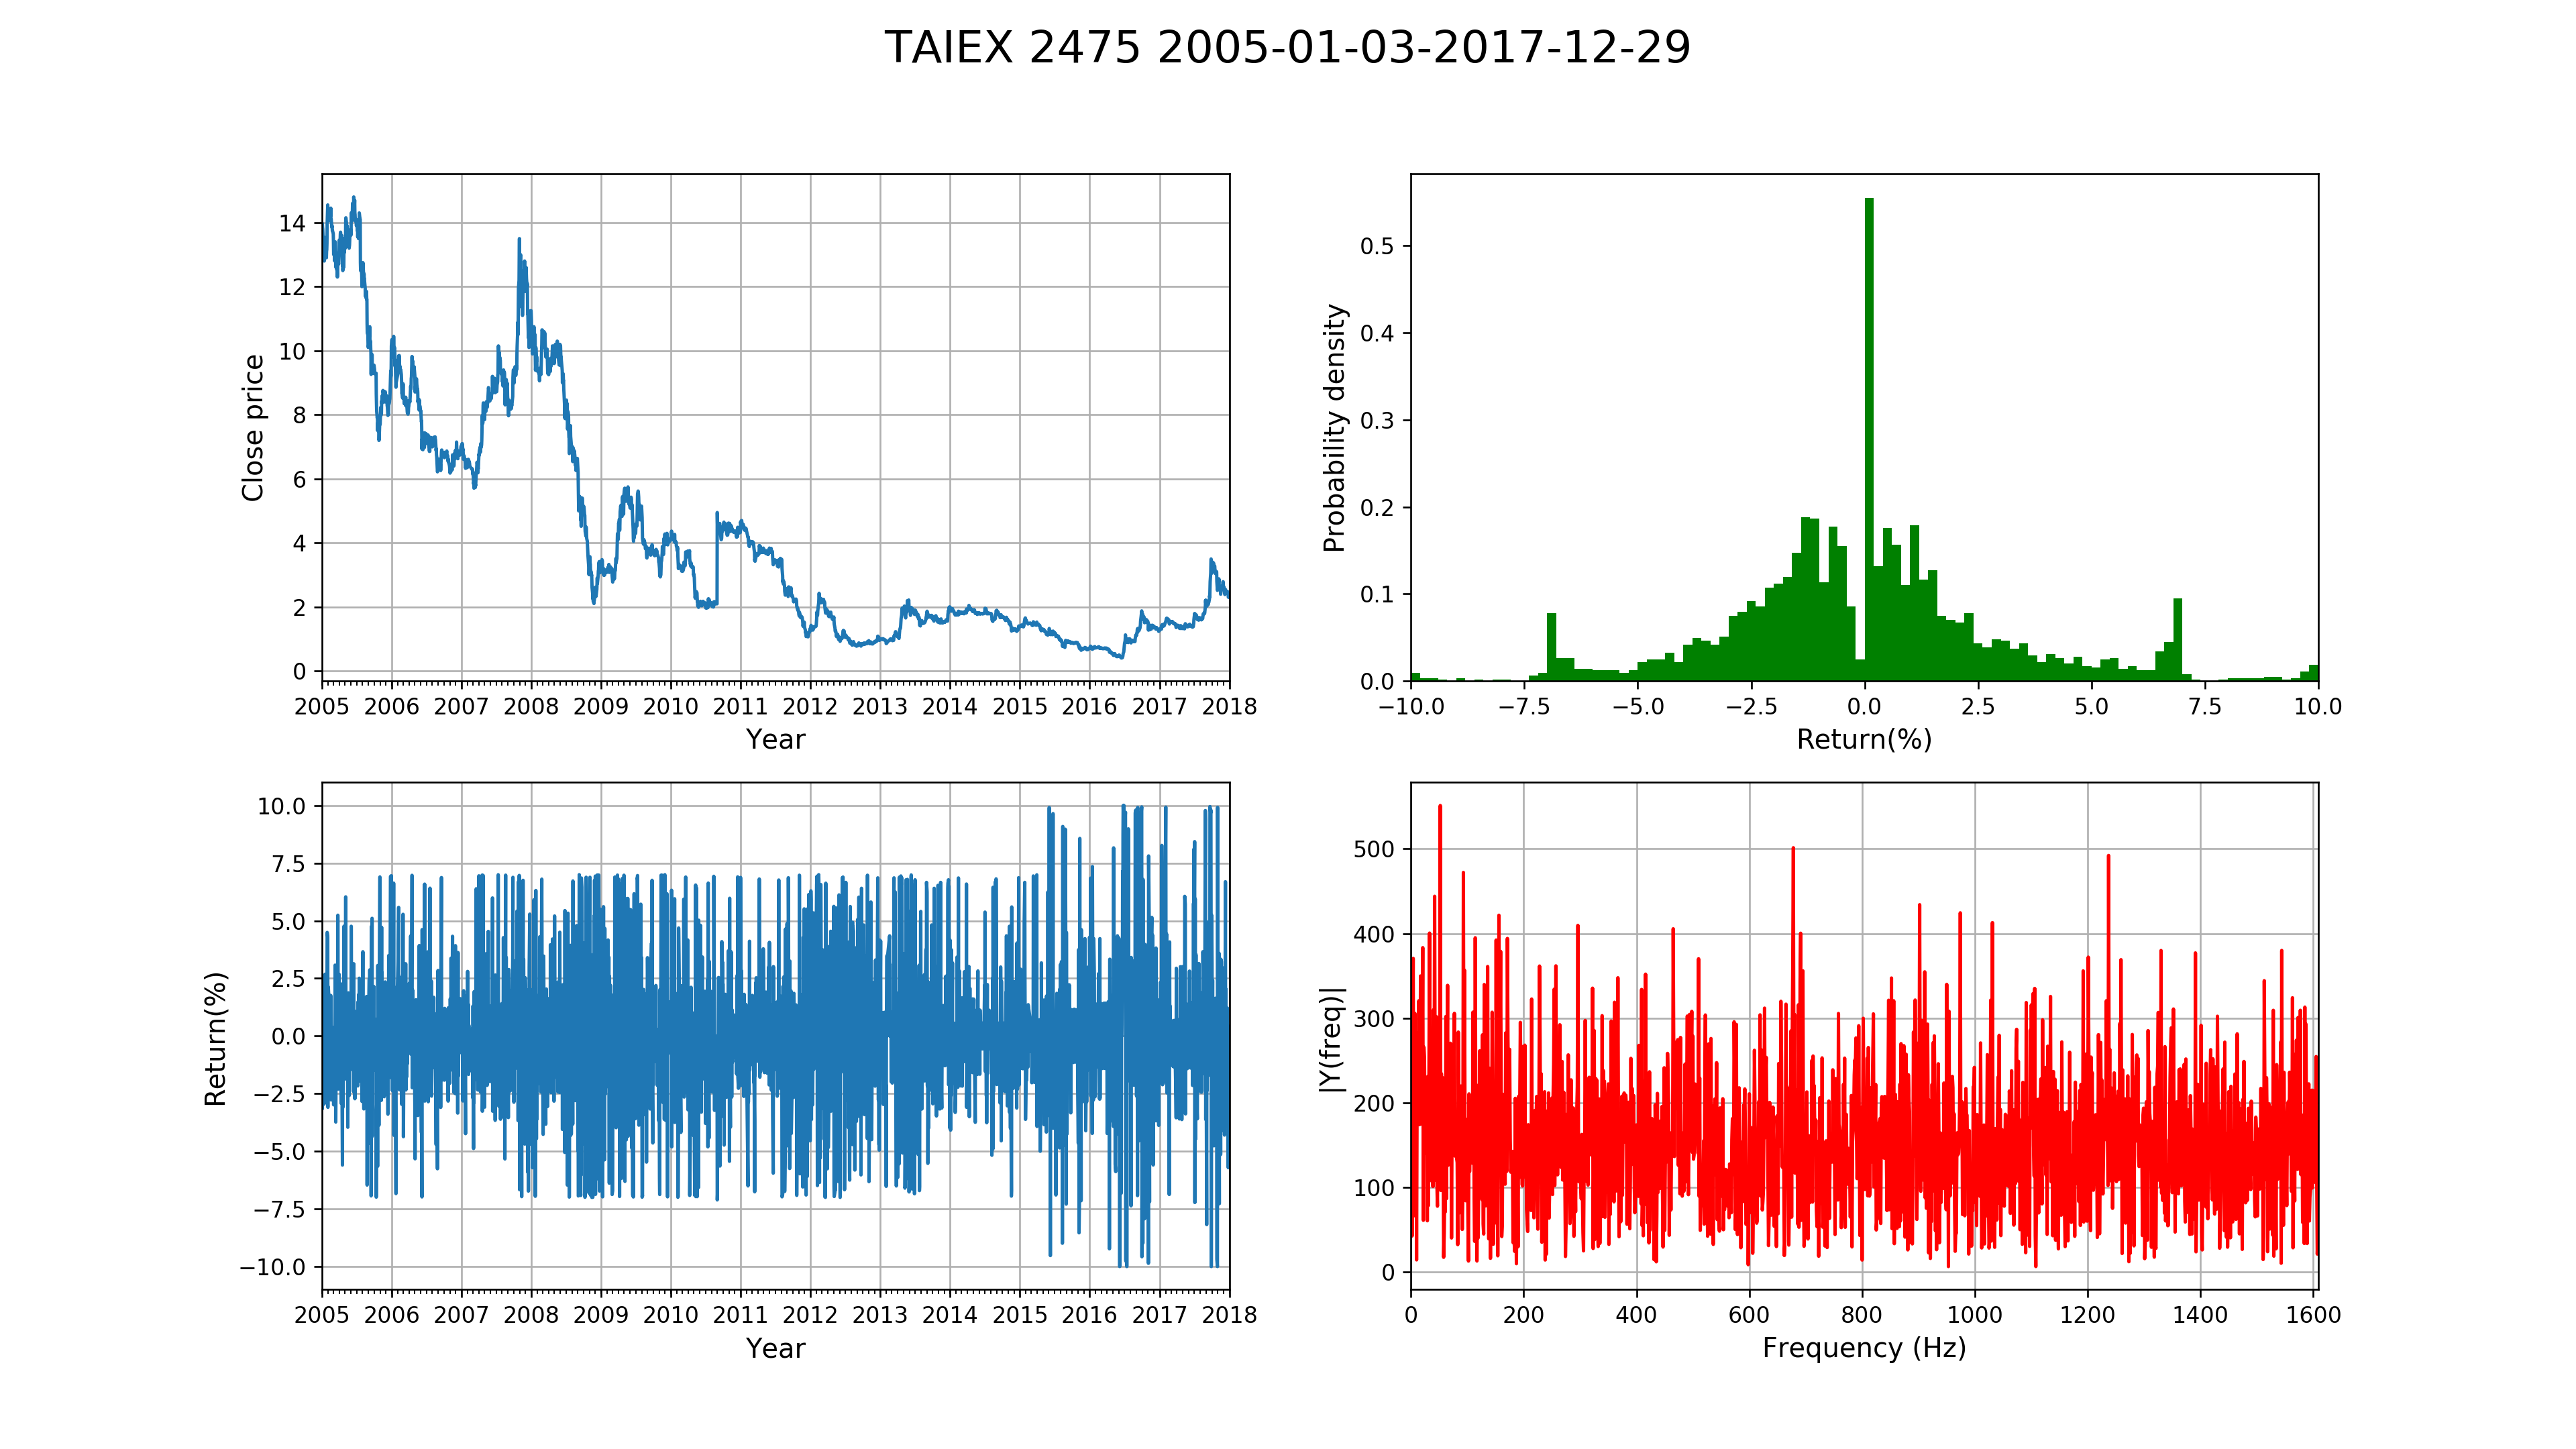 TAIEX 2475 2005-01-03-2017-12-29
Close price
14
12
10
8
6
4
2
0
2005 2006 2007 2008 2009 2010 2011 2012 2013 2014 2015 2016 2017 2018
Year
Probability density
0.5
0.4
0.3
0.2
0.1
0.0
−10.0 −7.5 −5.0 −2.5 0.0 2.5 5.0 7.5 10.0
Return(%)
Return(%)
10.0
7.5
5.0
2.5
0.0
−2.5
−5.0
−7.5
−10.0
2005 2006 2007 2008 2009 2010 2011 2012 2013 2014 2015 2016 2017 2018
Year
|Y(freq)|
500
400
300
200
100
0
0 200 400 600 800 1000 1200 1400 1600
Frequency (Hz)